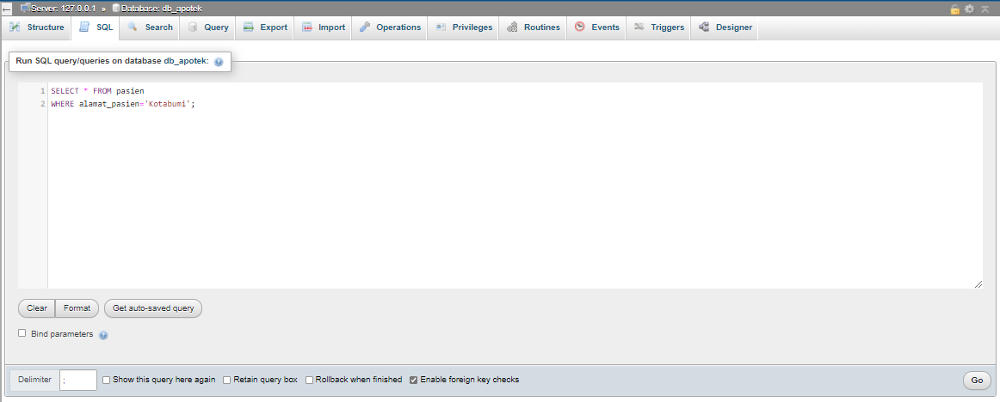 Server: 127.0.0.1 » Database: db_apotek
Structure SQL Search Query Export Import Operations Privileges Routines Events Triggers Designer
Run SQL query/queries on database db_apotek:
1 SELECT * FROM pasien
2 WHERE alamat_pasien='Kotabumi';
Clear Format Get auto-saved query
Bind parameters
Delimiter ; Show this query here again Retain query box Rollback when finished Enable foreign key checks Go